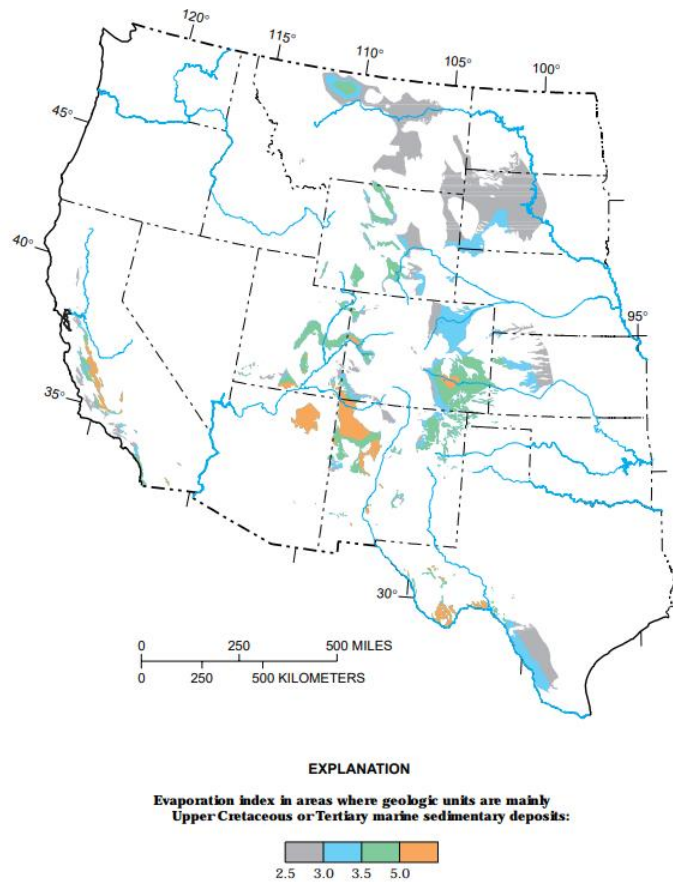 120°
115°
110°
105°
100°
45°
40°
95°
35°
30°
0 250 500 MILES
0 250 500 KILOMETERS
EXPLANATION
Evaporation index in areas where geologic units are mainly
Upper Cretaceous or Tertiary marine sedimentary deposits:
2.5 3.0 3.5 5.0